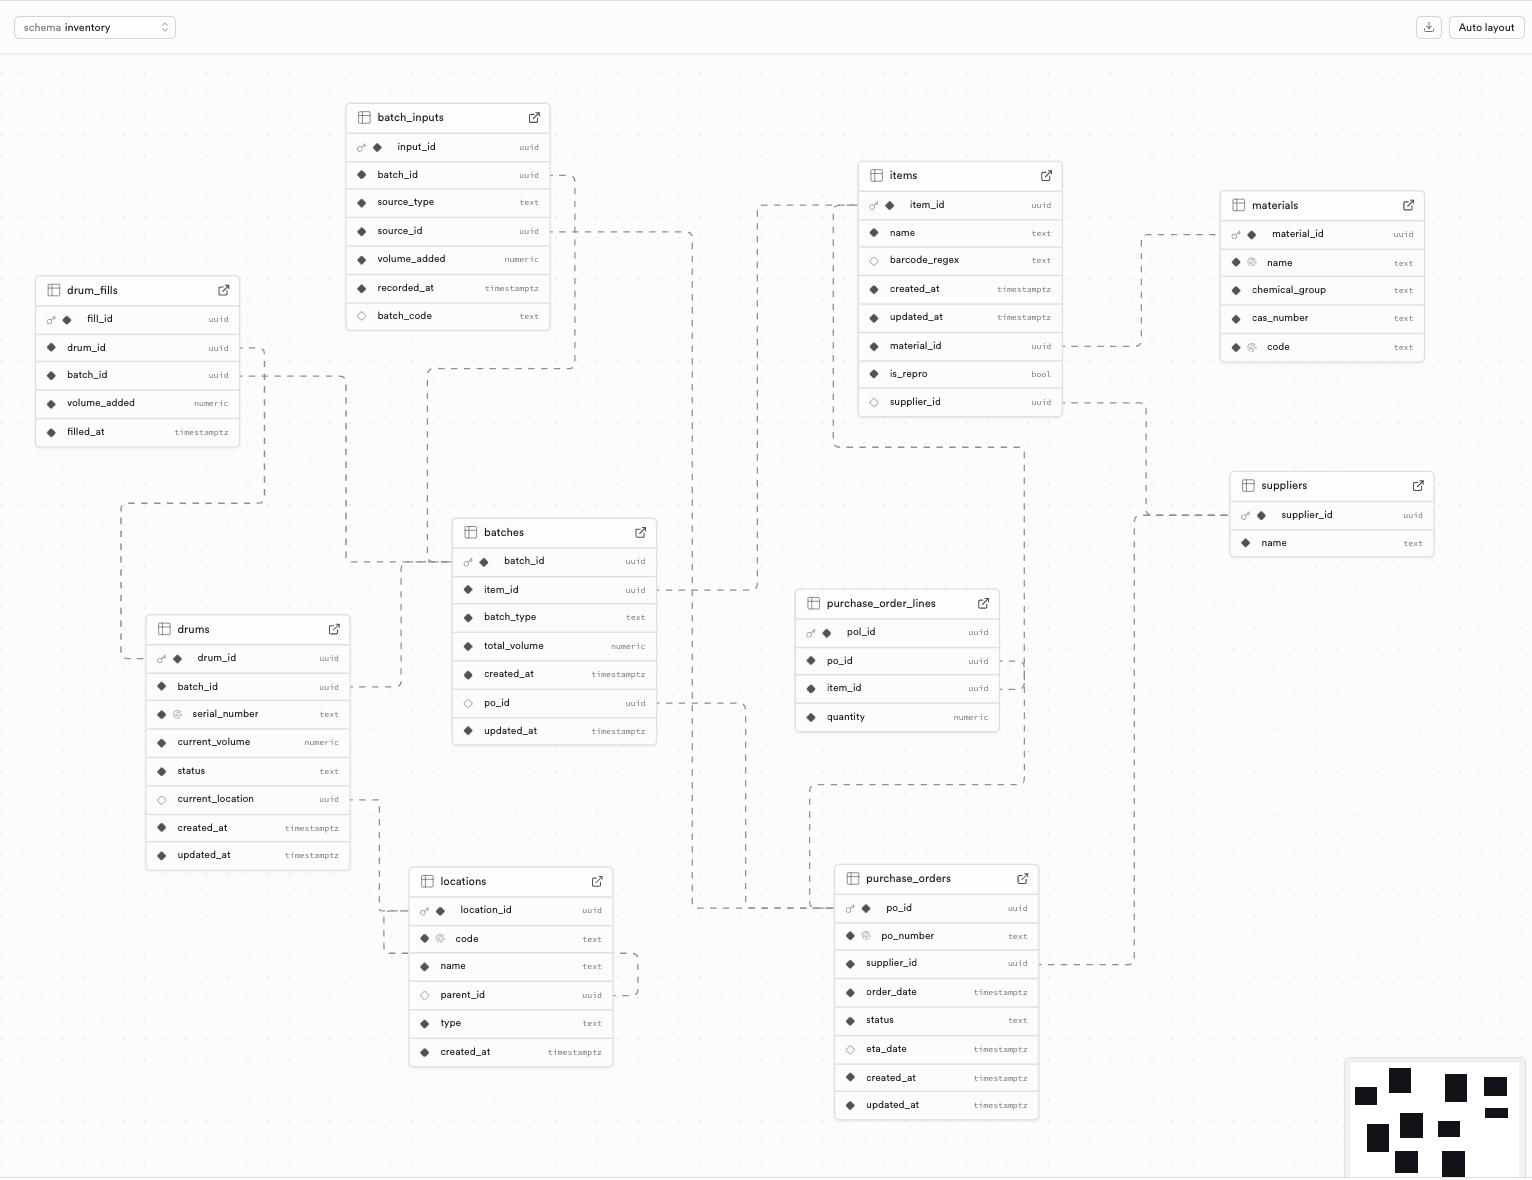 schema inventory
Auto layout
batch_inputs
input_id uuid
batch_id uuid
source_type text
source_id uuid
volume_added numeric
recorded_at timestamptz
batch_code text
items
item_id uuid
name text
barcode_regex text
created_at timestamptz
updated_at timestamptz
material_id uuid
is_repro bool
supplier_id uuid
materials
material_id uuid
name text
chemical_group text
cas_number text
code text
drum_fills
fill_id uuid
drum_id uuid
batch_id uuid
volume_added numeric
filled_at timestamptz
suppliers
supplier_id uuid
name text
batches
batch_id uuid
item_id uuid
batch_type text
total_volume numeric
created_at timestamptz
po_id uuid
updated_at timestamptz
purchase_order_lines
pol_id uuid
po_id uuid
item_id uuid
quantity numeric
drums
drum_id uuid
batch_id uuid
serial_number text
current_volume numeric
status text
current_location uuid
created_at timestamptz
updated_at timestamptz
locations
location_id uuid
code text
name text
parent_id uuid
type text
created_at timestamptz
purchase_orders
po_id uuid
po_number text
supplier_id uuid
order_date timestamptz
status text
eta_date timestamptz
created_at timestamptz
updated_at timestamptz